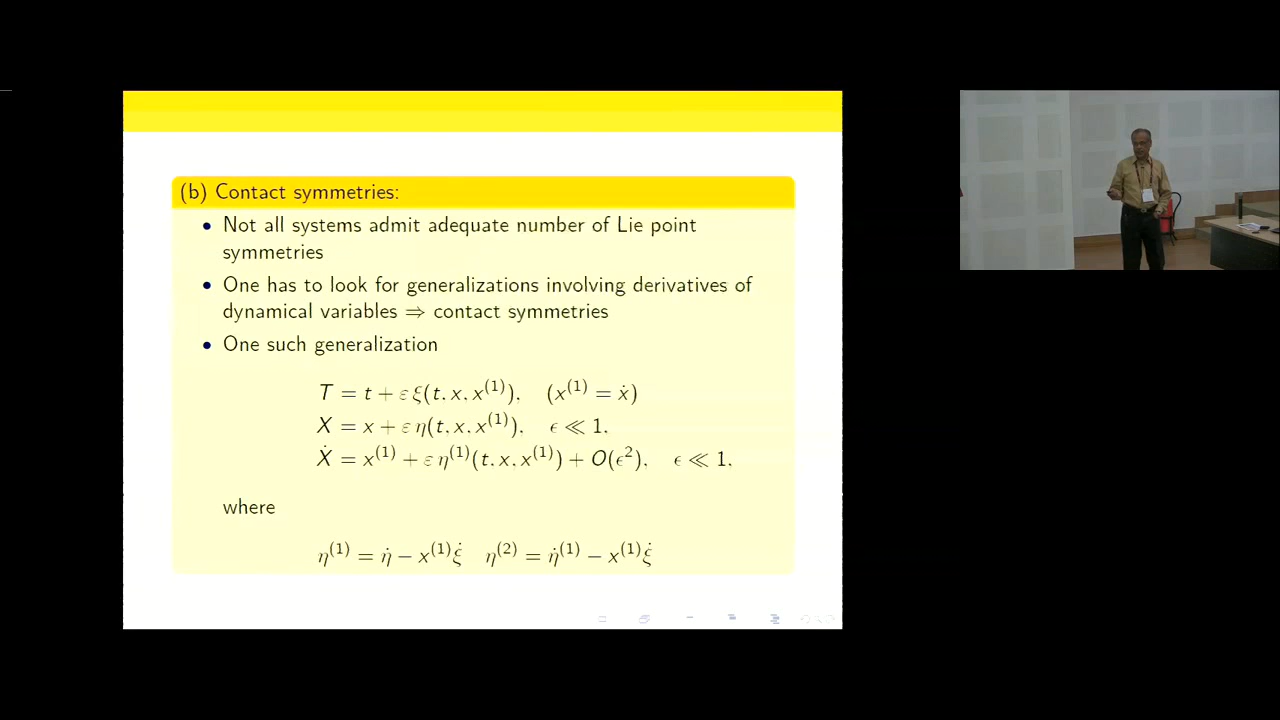 (b) Contact symmetries:
• Not all systems admit adequate number of Lie point
symmetries
• One has to look for generalizations involving derivatives of
dynamical variables ⇒ contact symmetries
• One such generalization
T = t + ε ξ(t, x, x⁽¹⁾), (x⁽¹⁾ = ẋ)
X = x + ε η(t, x, x⁽¹⁾), ϵ ≪ 1,
Ẋ = x⁽¹⁾ + ε η⁽¹⁾(t, x, x⁽¹⁾) + O(ϵ²), ϵ ≪ 1,
where
η⁽¹⁾ = η̇ − x⁽¹⁾ξ̇ η⁽²⁾ = η̇⁽¹⁾ − x⁽¹⁾ξ̇